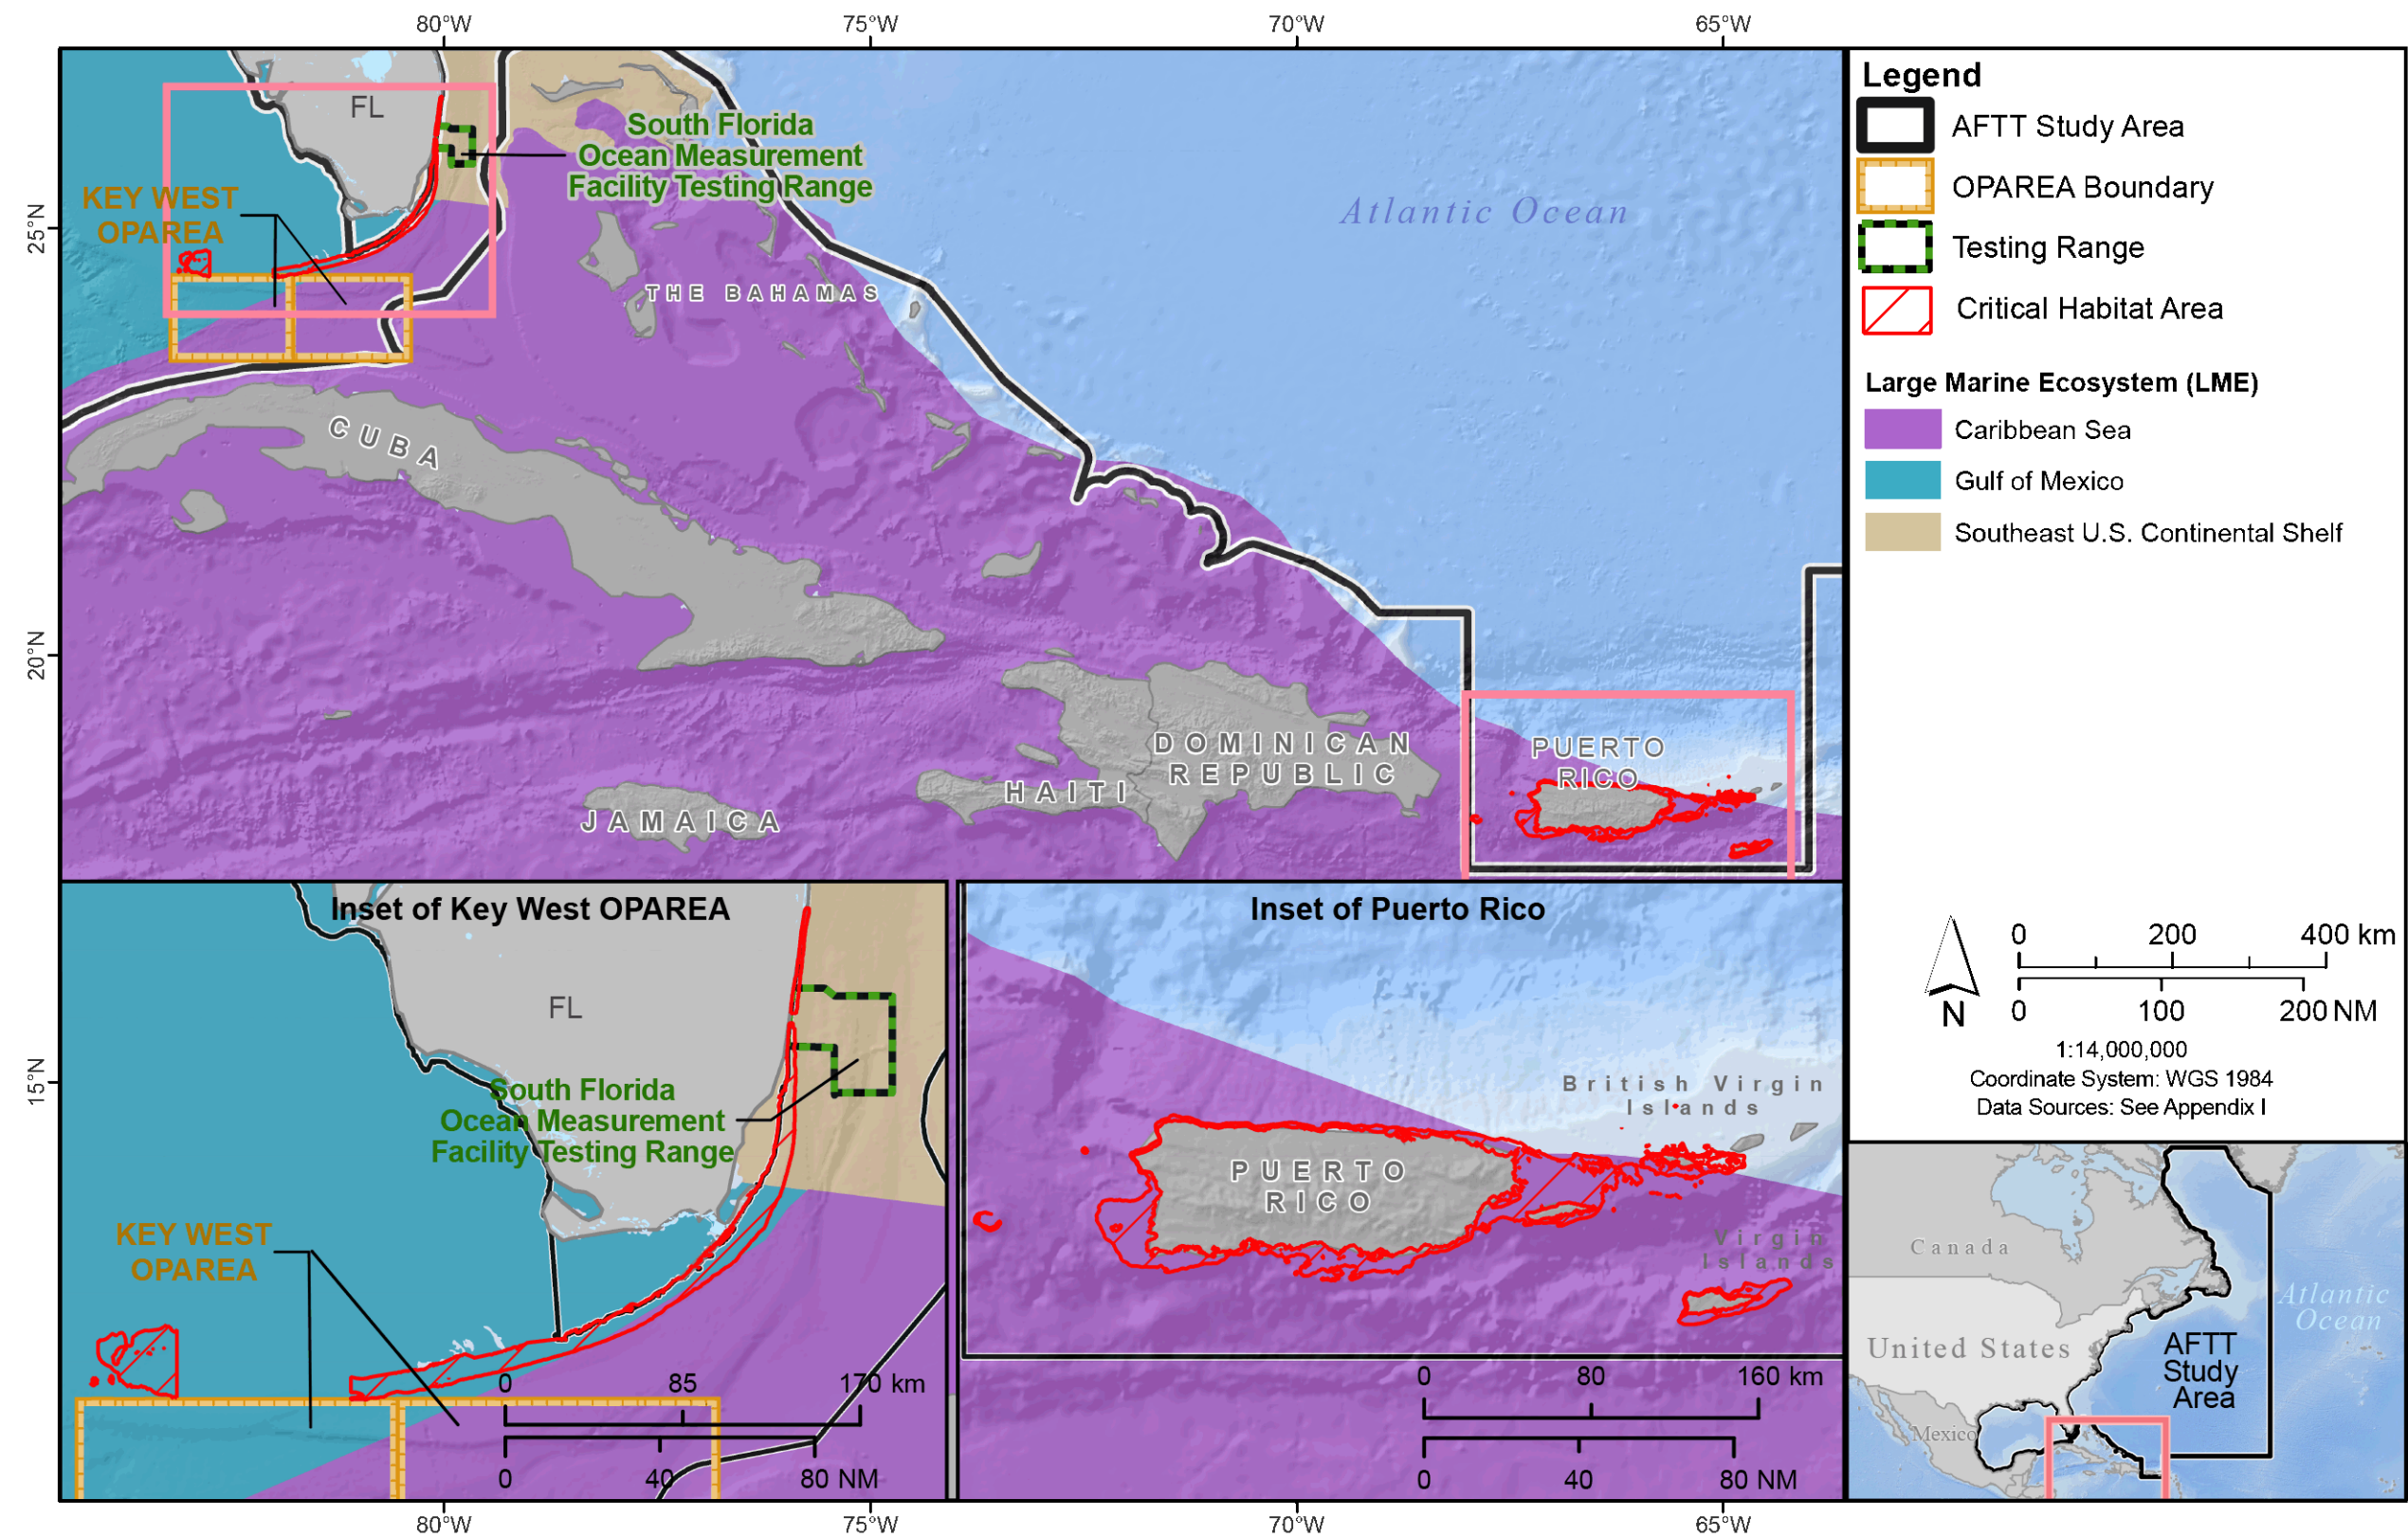 80°W
75°W
70°W
65°W
25°N
20°N
15°N
FL
South Florida
Ocean Measurement
Facility Testing Range
KEY WEST
OPAREA
Atlantic Ocean
THE BAHAMAS
CUBA
DOMINICAN
REPUBLIC
HAITI
JAMAICA
PUERTO
RICO
Inset of Key West OPAREA
FL
South Florida
Ocean Measurement
Facility Testing Range
KEY WEST
OPAREA
0 85 170 km
0 40 80 NM
Inset of Puerto Rico
British Virgin
Islands
PUERTO
RICO
Virgin
Islands
0 80 160 km
0 40 80 NM
80°W
75°W
70°W
65°W
Legend
AFTT Study Area
OPAREA Boundary
Testing Range
Critical Habitat Area
Large Marine Ecosystem (LME)
Caribbean Sea
Gulf of Mexico
Southeast U.S. Continental Shelf
N
0 200 400 km
0 100 200 NM
1:14,000,000
Coordinate System: WGS 1984
Data Sources: See Appendix I
Canada
United States
Mexico
Atlantic
Ocean
AFTT
Study
Area